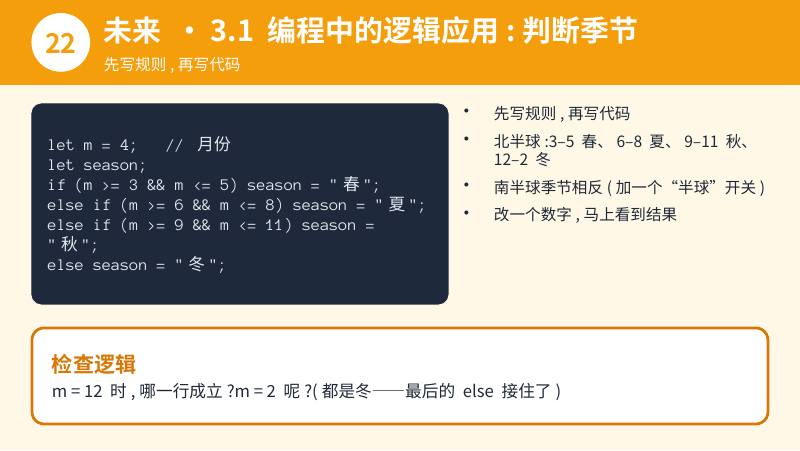 22
未来 • 3.1 编程中的逻辑应用 : 判断季节
先写规则 , 再写代码
let m = 4;   // 月份
let season;
if (m >= 3 && m <= 5) season = "春";
else if (m >= 6 && m <= 8) season = "夏";
else if (m >= 9 && m <= 11) season =
"秋";
else season = "冬";
• 先写规则 , 再写代码
• 北半球 :3–5 春、 6–8 夏、 9–11 秋、
12–2 冬
• 南半球季节相反 ( 加一个“半球”开关 )
• 改一个数字 , 马上看到结果
检查逻辑
m = 12 时 , 哪一行成立 ?m = 2 呢 ?( 都是冬——最后的 else 接住了 )